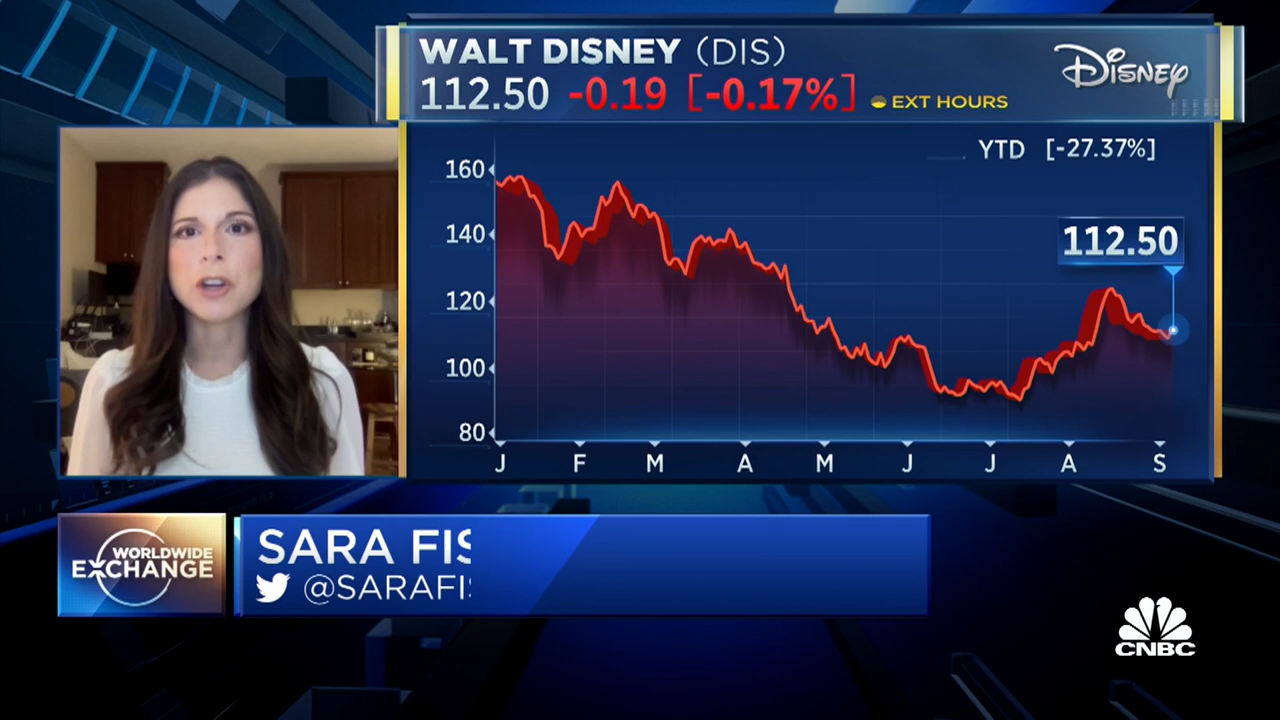 WALT DISNEY (DIS)
112.50 -0.19 [-0.17%] EXT HOURS
DISNEY
YTD [-27.37%]
160
140
120
100
80
112.50
J F M A M J J A S
WORLDWIDE
EXCHANGE
SARA FIS
@SARAFI
CNBC